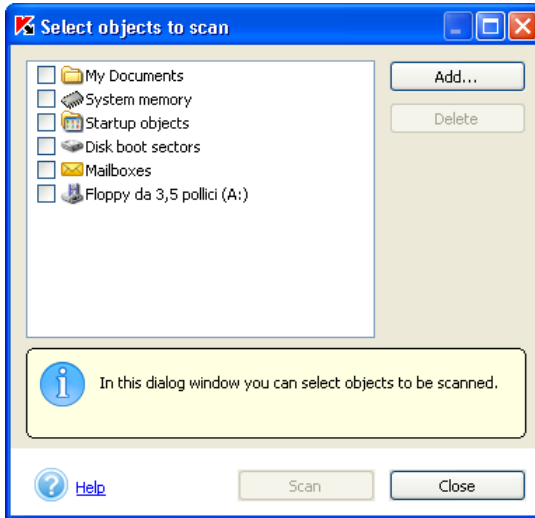 Select objects to scan
My Documents
System memory
Startup objects
Disk boot sectors
Mailboxes
Floppy da 3,5 pollici (A:)
Add...
Delete
In this dialog window you can select objects to be scanned.
Help
Scan
Close